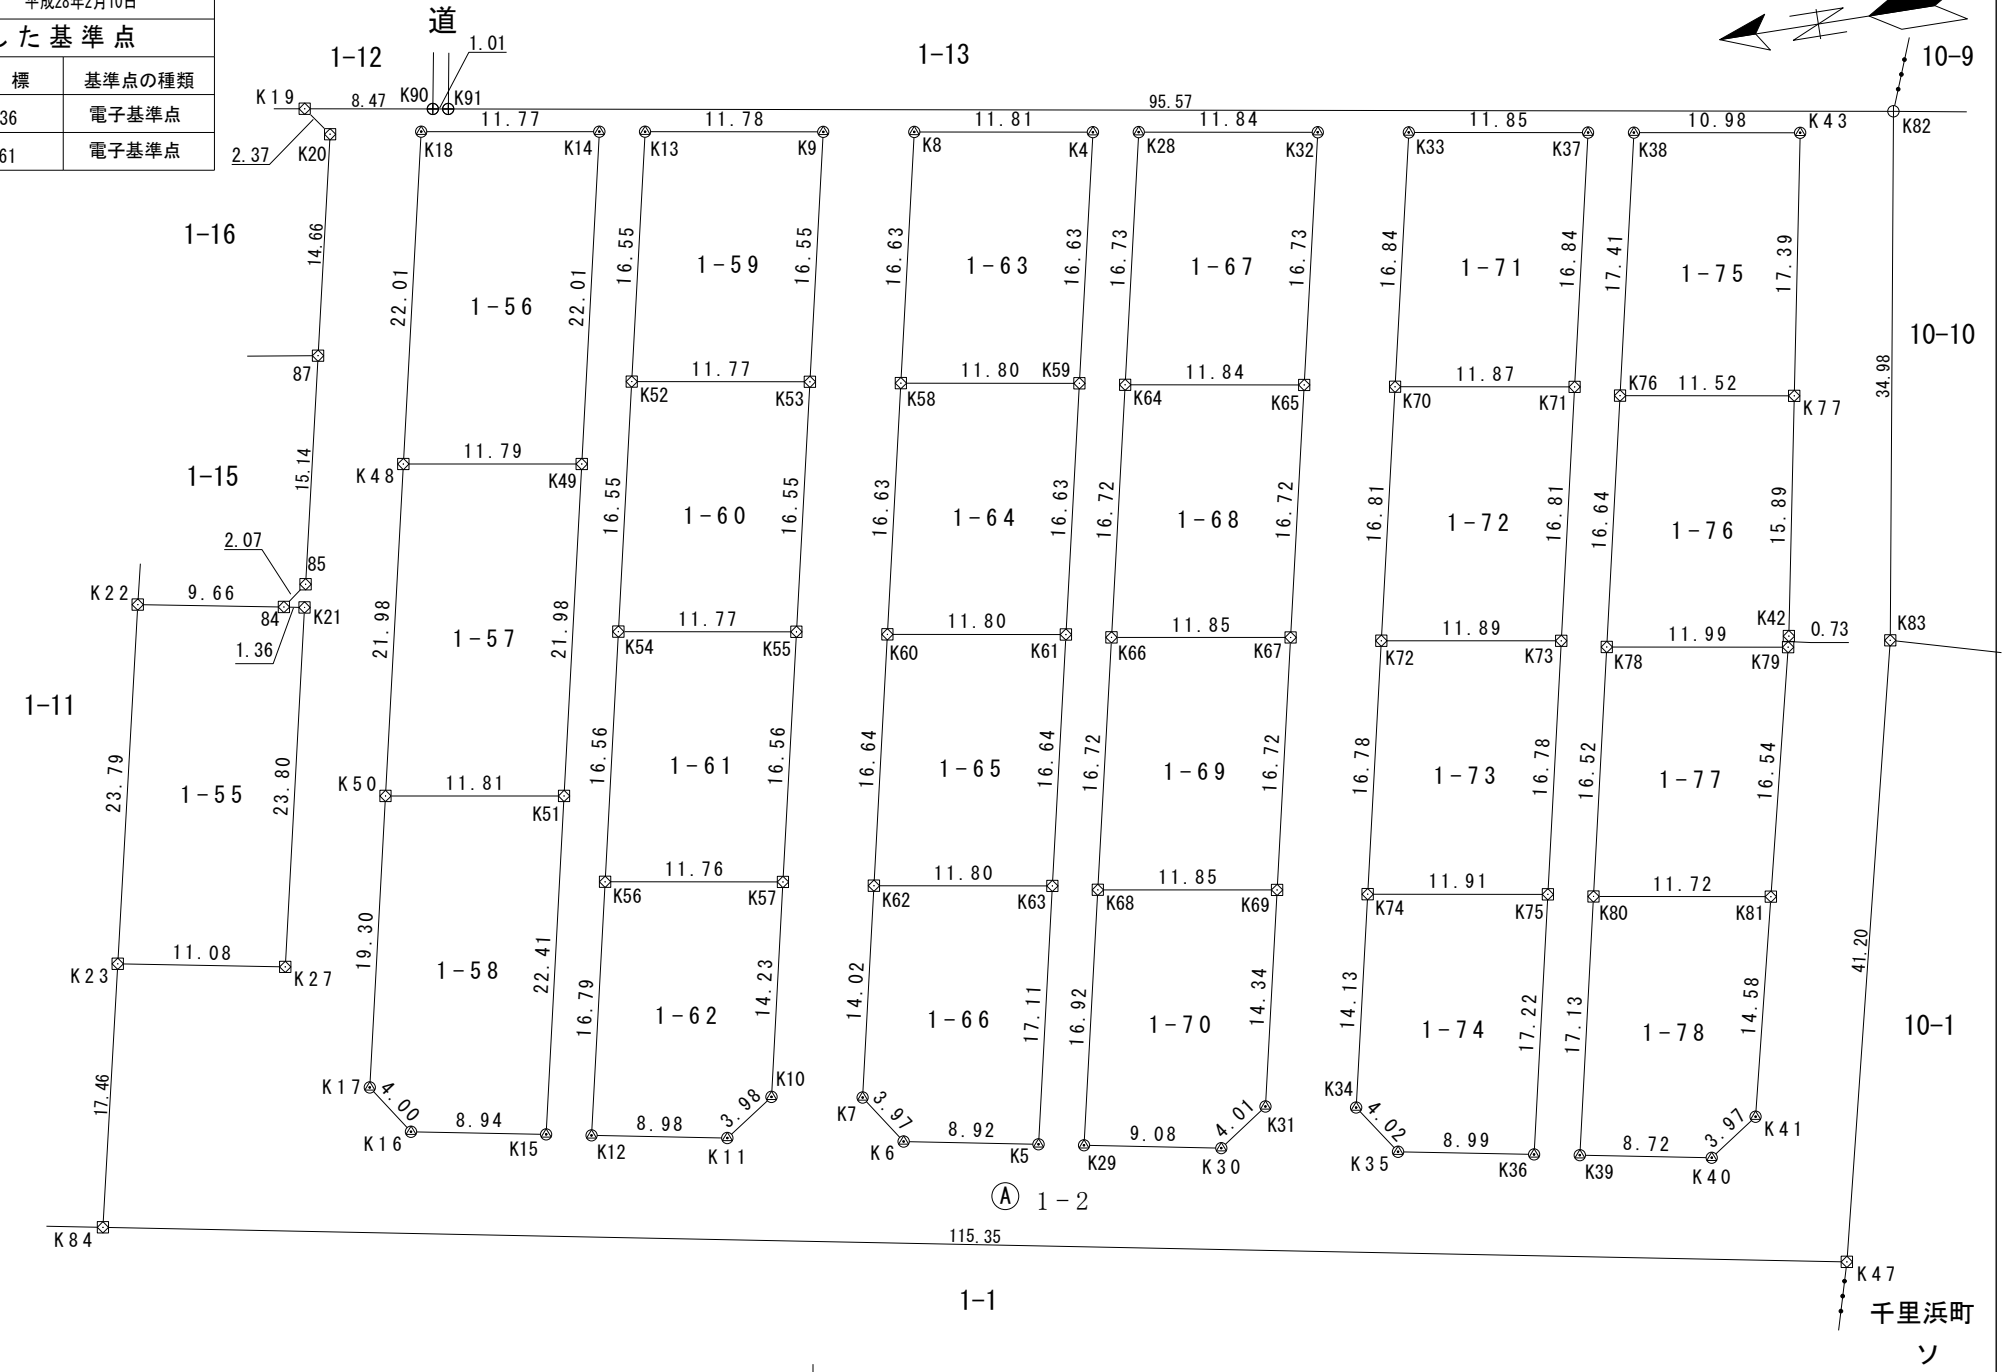 平成28年2月10日
した基準点
標 基準点の種類
36 電子基準点
61 電子基準点
道
1-12 1.01 1-13 10-9
K19 8.47 K90 K91 95.57 K82
2.37 K20
K18 11.77 K14 K13 11.78 K9 K8 11.81 K4 K28 11.84 K32 K33 11.85 K37 K38 10.98 K43
1-16 14.66
22.01 1-56 22.01 16.55 1-59 16.55 16.63 1-63 16.63 16.73 1-67 16.73 16.84 1-71 16.84 17.41 1-75 17.39
34.98 10-10
87
K52 11.77 K53 K58 11.80 K59 K64 11.84 K65 K70 11.87 K71 K76 11.52 K77
1-15 15.14
K48 11.79 K49
16.55 1-60 16.55 16.63 1-64 16.63 16.72 1-68 16.72 16.81 1-72 16.81 16.64 1-76 15.89
2.07 85
K22 9.66 84 K21
1.36
21.98 1-57 21.98
K54 11.77 K55 K60 11.80 K61 K66 11.85 K67 K72 11.89 K73 K78 11.99 K79 K42 0.73 K83
1-11
23.79 1-55 23.80
K50 11.81 K51
16.56 1-61 16.56 16.64 1-65 16.64 16.72 1-69 16.72 16.78 1-73 16.78 16.52 1-77 16.54
K56 11.76 K57 K62 11.80 K63 K68 11.85 K69 K74 11.91 K75 K80 11.72 K81
K23 11.08 K27
19.30 1-58 22.41 16.79 1-62 14.23 14.02 1-66 17.11 16.92 1-70 14.34 14.13 1-74 17.22 17.13 1-78 14.58
41.20 10-1
17.46
K17 4.00 K16 8.94 K15 K12 8.98 K11 3.98 K10 K7 3.97 K6 8.92 K5 K29 9.08 K30 4.01 K31 K34 4.02 K35 8.99 K36 K39 8.72 K40 3.97 K41
Ⓐ 1-2
K84 115.35 K47
1-1
千里浜町
ソ